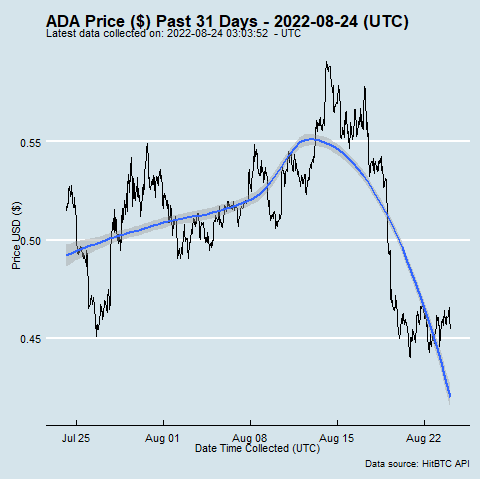 ADA Price ($) Past 31 Days - 2022-08-24 (UTC)
Latest data collected on: 2022-08-24 03:03:52 - UTC
Price USD ($)
0.55
0.50
0.45
Jul 25 Aug 01 Aug 08 Aug 15 Aug 22
Date Time Collected (UTC)
Data source: HitBTC API